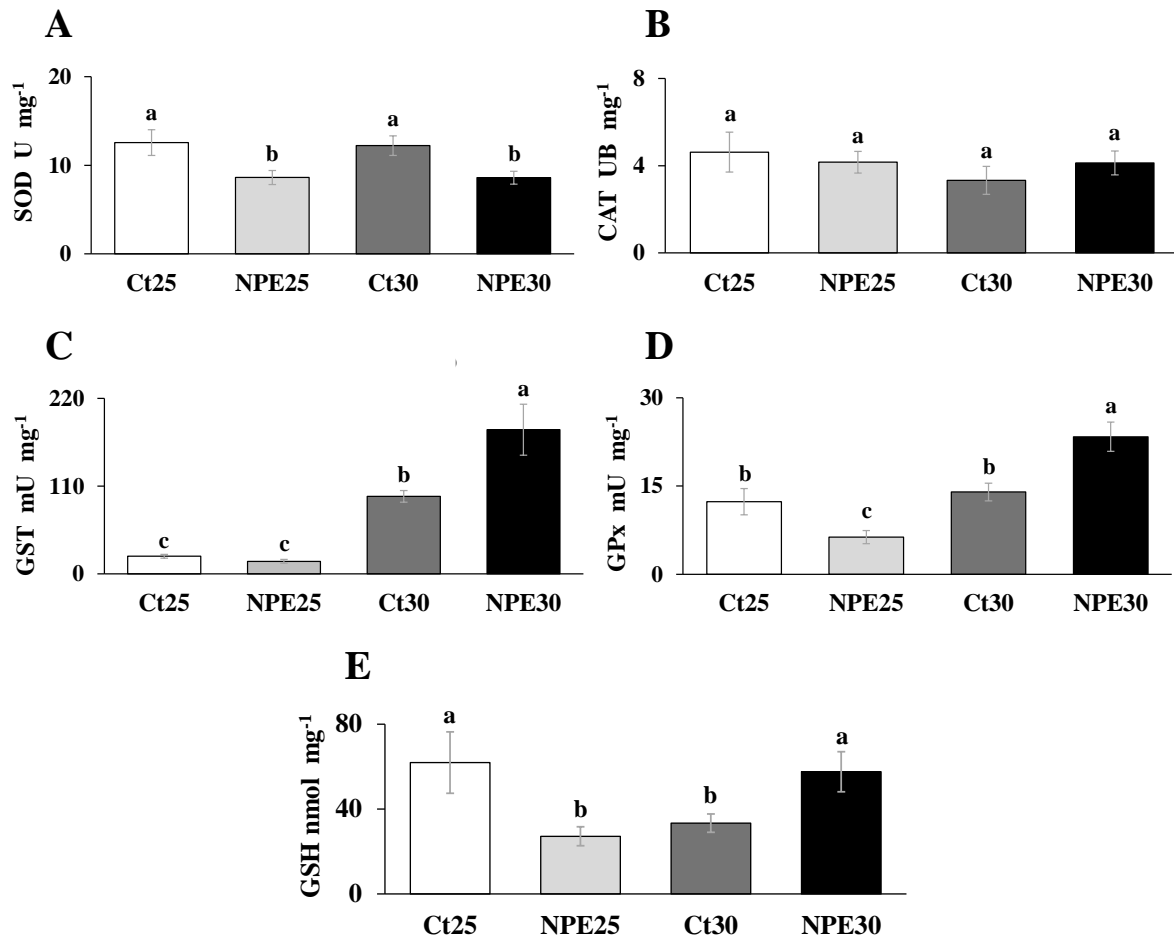 A
SOD U mg⁻¹
20
10
0
a
b
a
b
Ct25 NPE25 Ct30 NPE30
B
CAT UB mg⁻¹
8
4
0
a
a
a
a
Ct25 NPE25 Ct30 NPE30
C
GST mU mg⁻¹
220
110
0
c
c
b
a
Ct25 NPE25 Ct30 NPE30
D
GPx mU mg⁻¹
30
15
0
b
c
b
a
Ct25 NPE25 Ct30 NPE30
E
GSH nmol mg⁻¹
80
40
0
a
b
b
a
Ct25 NPE25 Ct30 NPE30